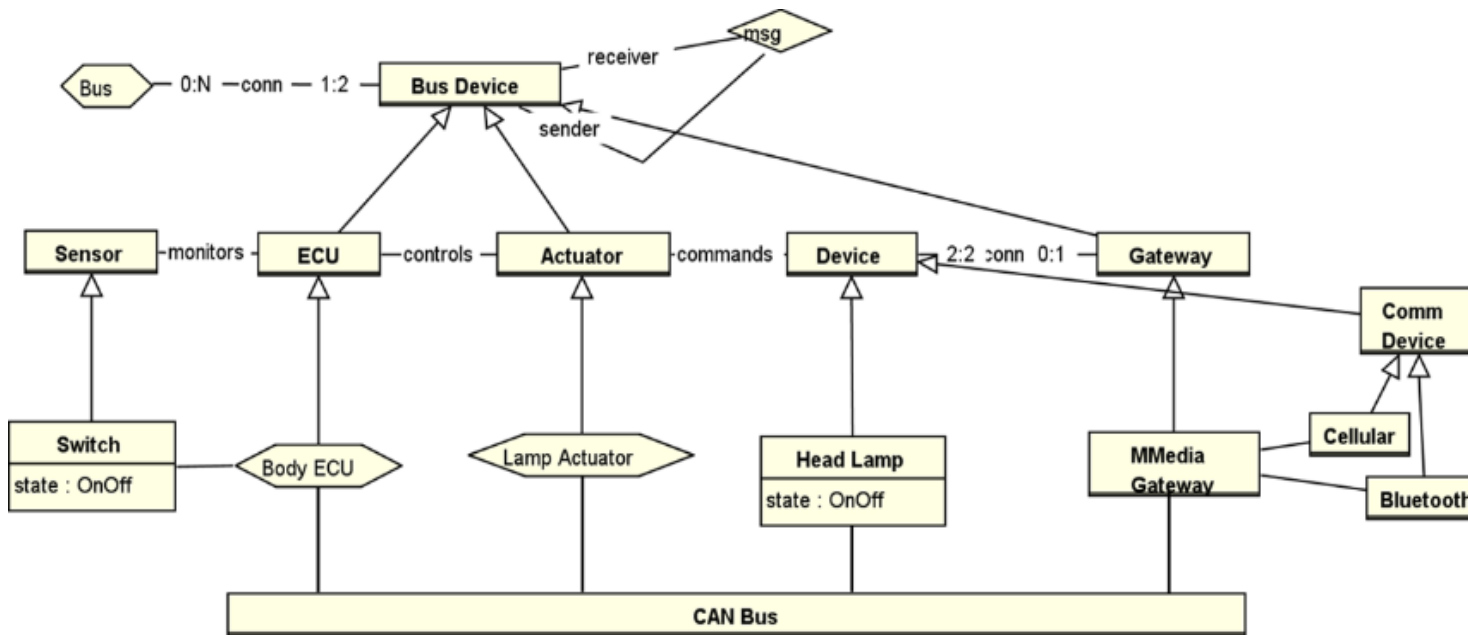 msg
receiver
Bus
0:N
conn
1:2
Bus Device
sender
Sensor
monitors
ECU
controls
Actuator
commands
Device
2:2
conn
0:1
Gateway
Comm
Device
Switch
state : OnOff
Body ECU
Lamp Actuator
Head Lamp
state : OnOff
MMedia
Gateway
Cellular
Bluetooth
CAN Bus